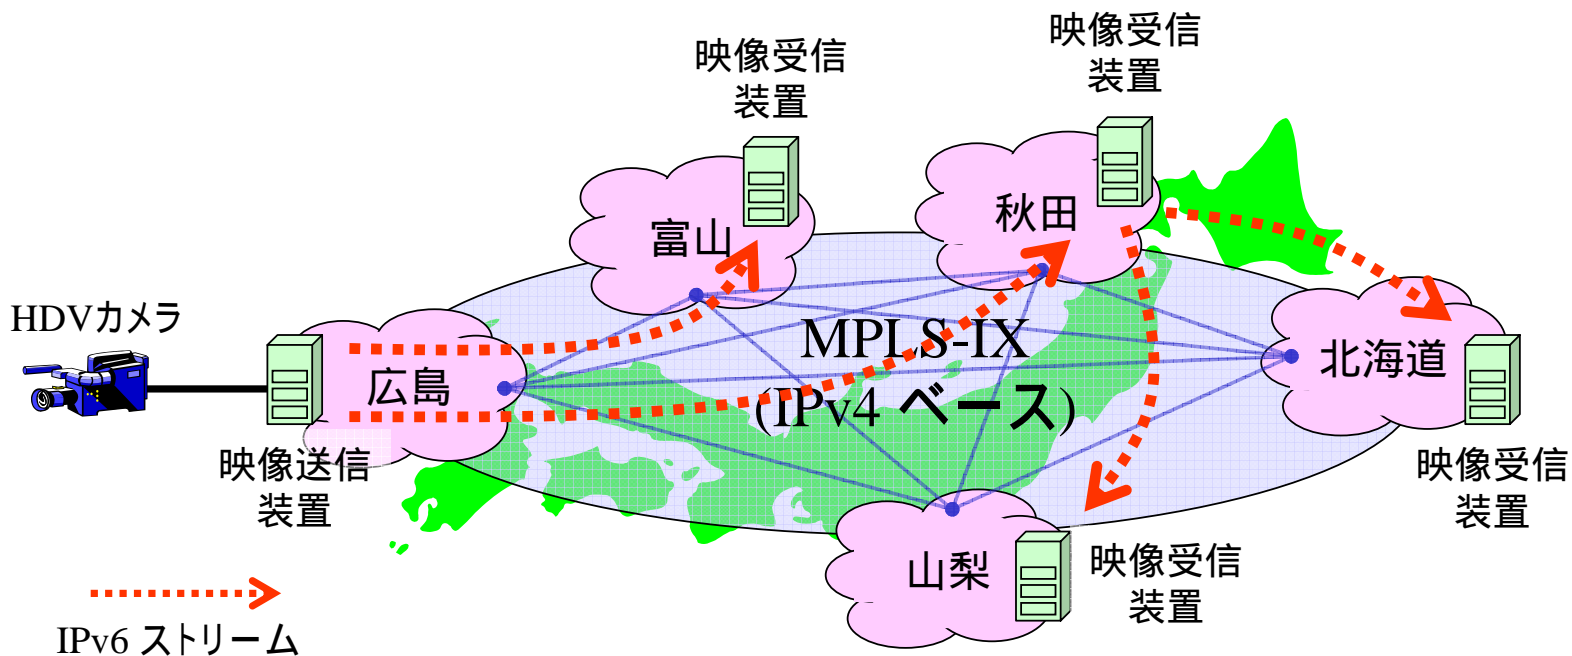 映像受信
装置
映像受信
装置
富山
秋田
HDVカメラ
MPLS-IX
(IPv4 ベース)
広島
北海道
映像送信
装置
映像受信
装置
山梨
映像受信
装置
IPv6 ストリーム